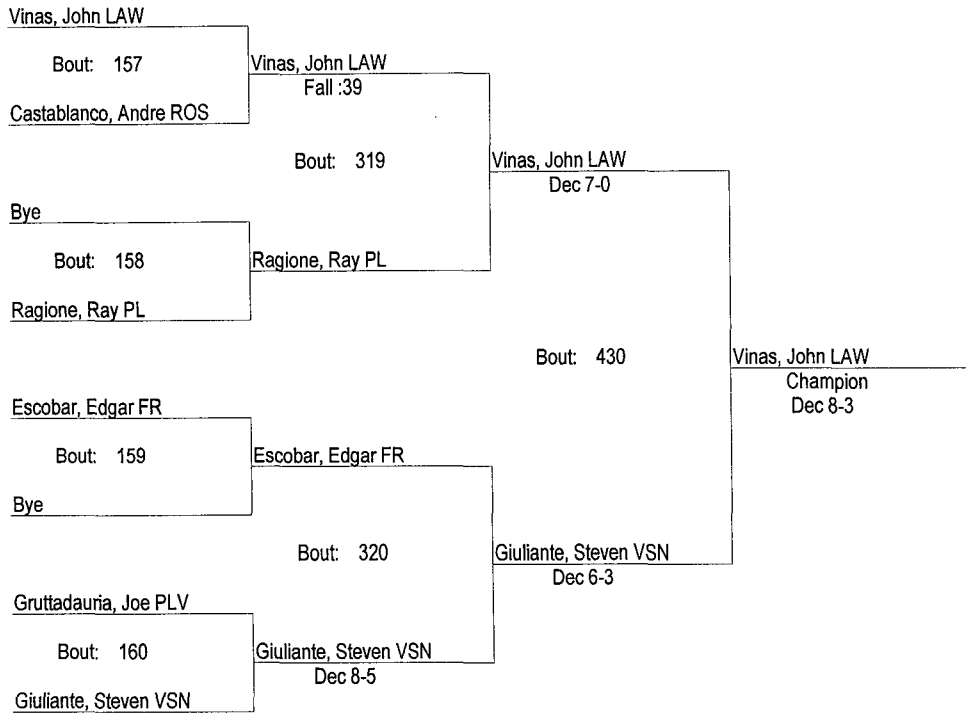 Vinas, John LAW
Bout: 157
Vinas, John LAW
Fall :39
Castablanco, Andre ROS
Bout: 319
Vinas, John LAW
Dec 7-0
Bye
Bout: 158
Ragione, Ray PL
Ragione, Ray PL
Bout: 430
Vinas, John LAW
Champion
Dec 8-3
Escobar, Edgar FR
Bout: 159
Escobar, Edgar FR
Bye
Bout: 320
Giuliante, Steven VSN
Dec 6-3
Gruttadauria, Joe PLV
Bout: 160
Giuliante, Steven VSN
Dec 8-5
Giuliante, Steven VSN